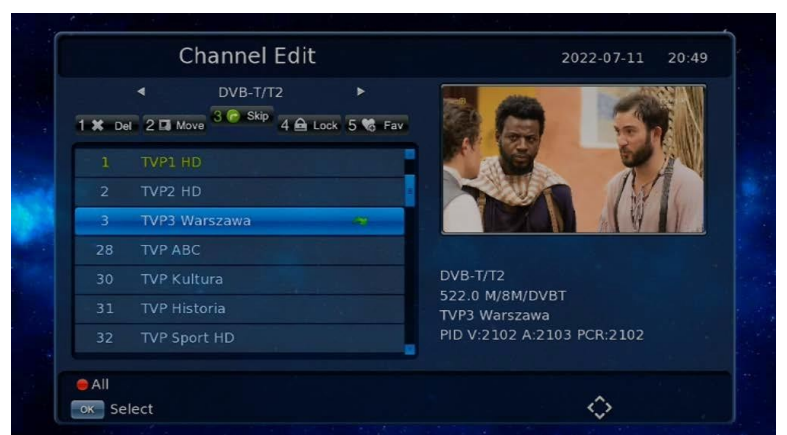 Channel Edit
2022-07-11 20:49
DVB-T/T2
1 Del 2 Move 3 Skip 4 Lock 5 Fav
1 TVP1 HD
2 TVP2 HD
3 TVP3 Warszawa
28 TVP ABC
30 TVP Kultura
31 TVP Historia
32 TVP Sport HD
DVB-T/T2
522.0 M/8M/DVBT
TVP3 Warszawa
PID V:2102 A:2103 PCR:2102
All
OK Select